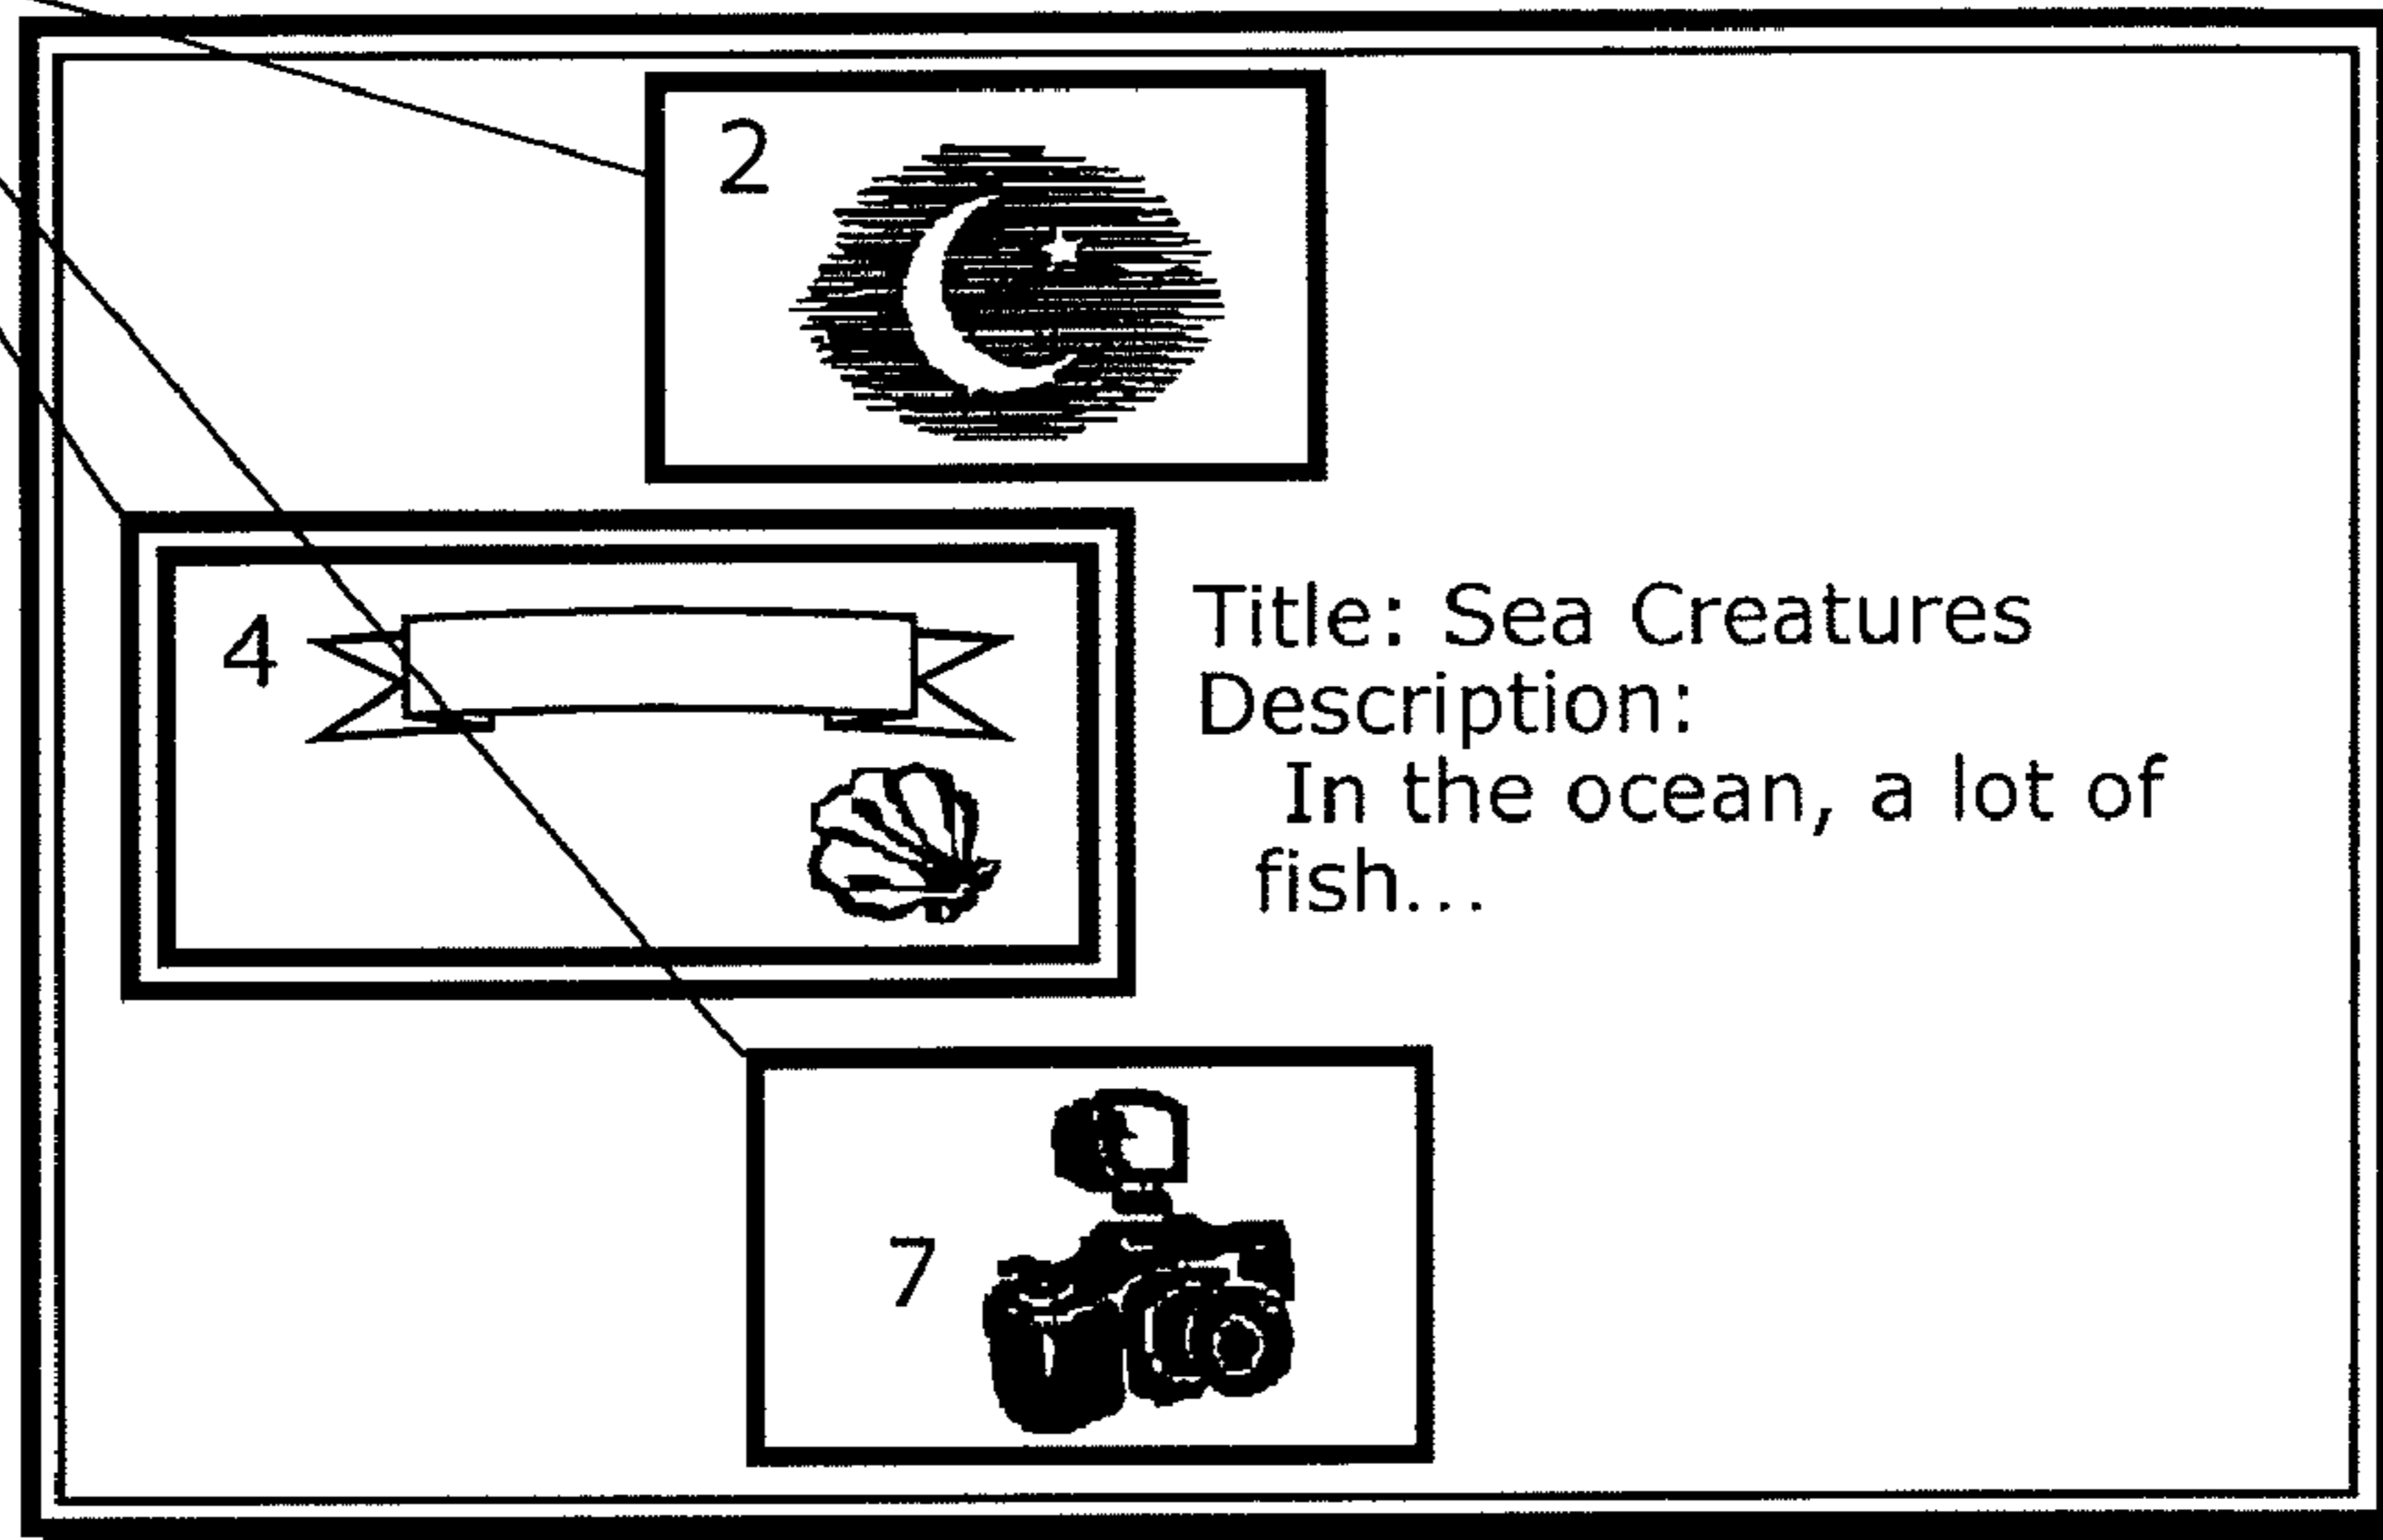 2
4
Title: Sea Creatures
Description:
In the ocean, a lot of
fish...
7